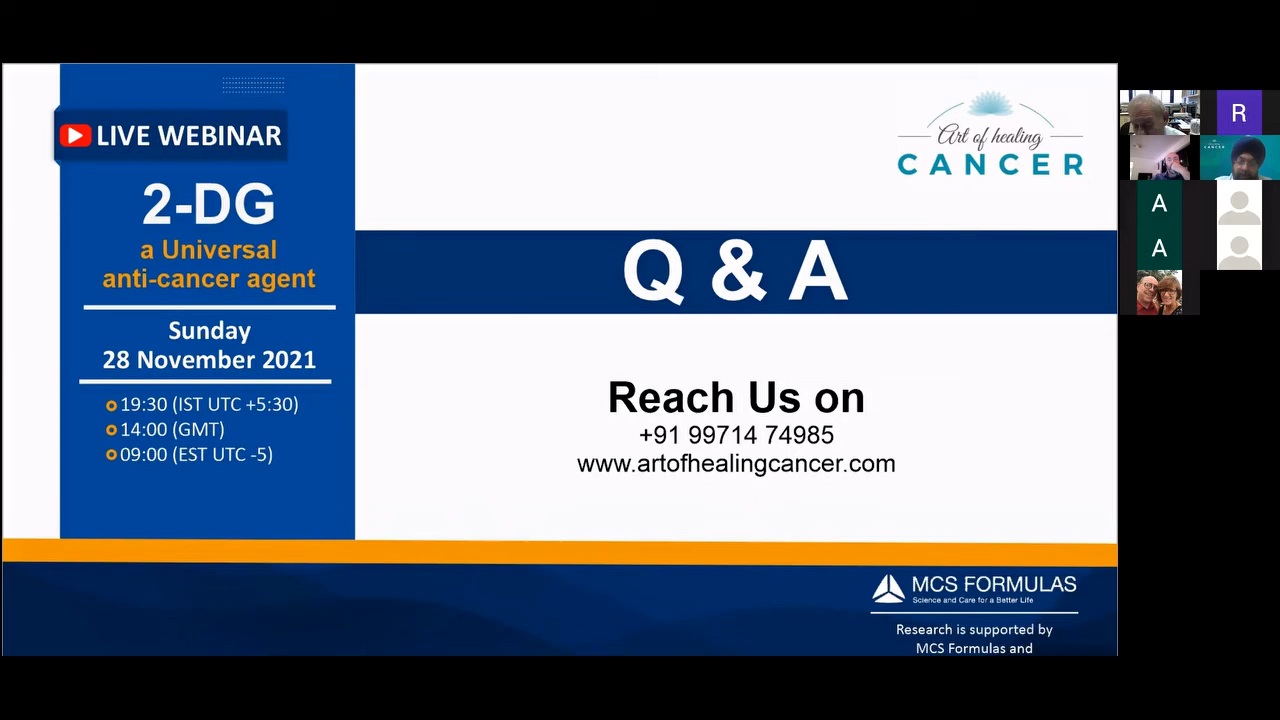 LIVE WEBINAR
2-DG
a Universal
anti-cancer agent
Sunday
28 November 2021
19:30 (IST UTC +5:30)
14:00 (GMT)
09:00 (EST UTC -5)
Art of healing
CANCER
Q & A
Reach Us on
+91 99714 74985
www.artofhealingcancer.com
MCS FORMULAS
Science and Care for a Better Life
Research is supported by
MCS Formulas and
R
CANCER
A
A